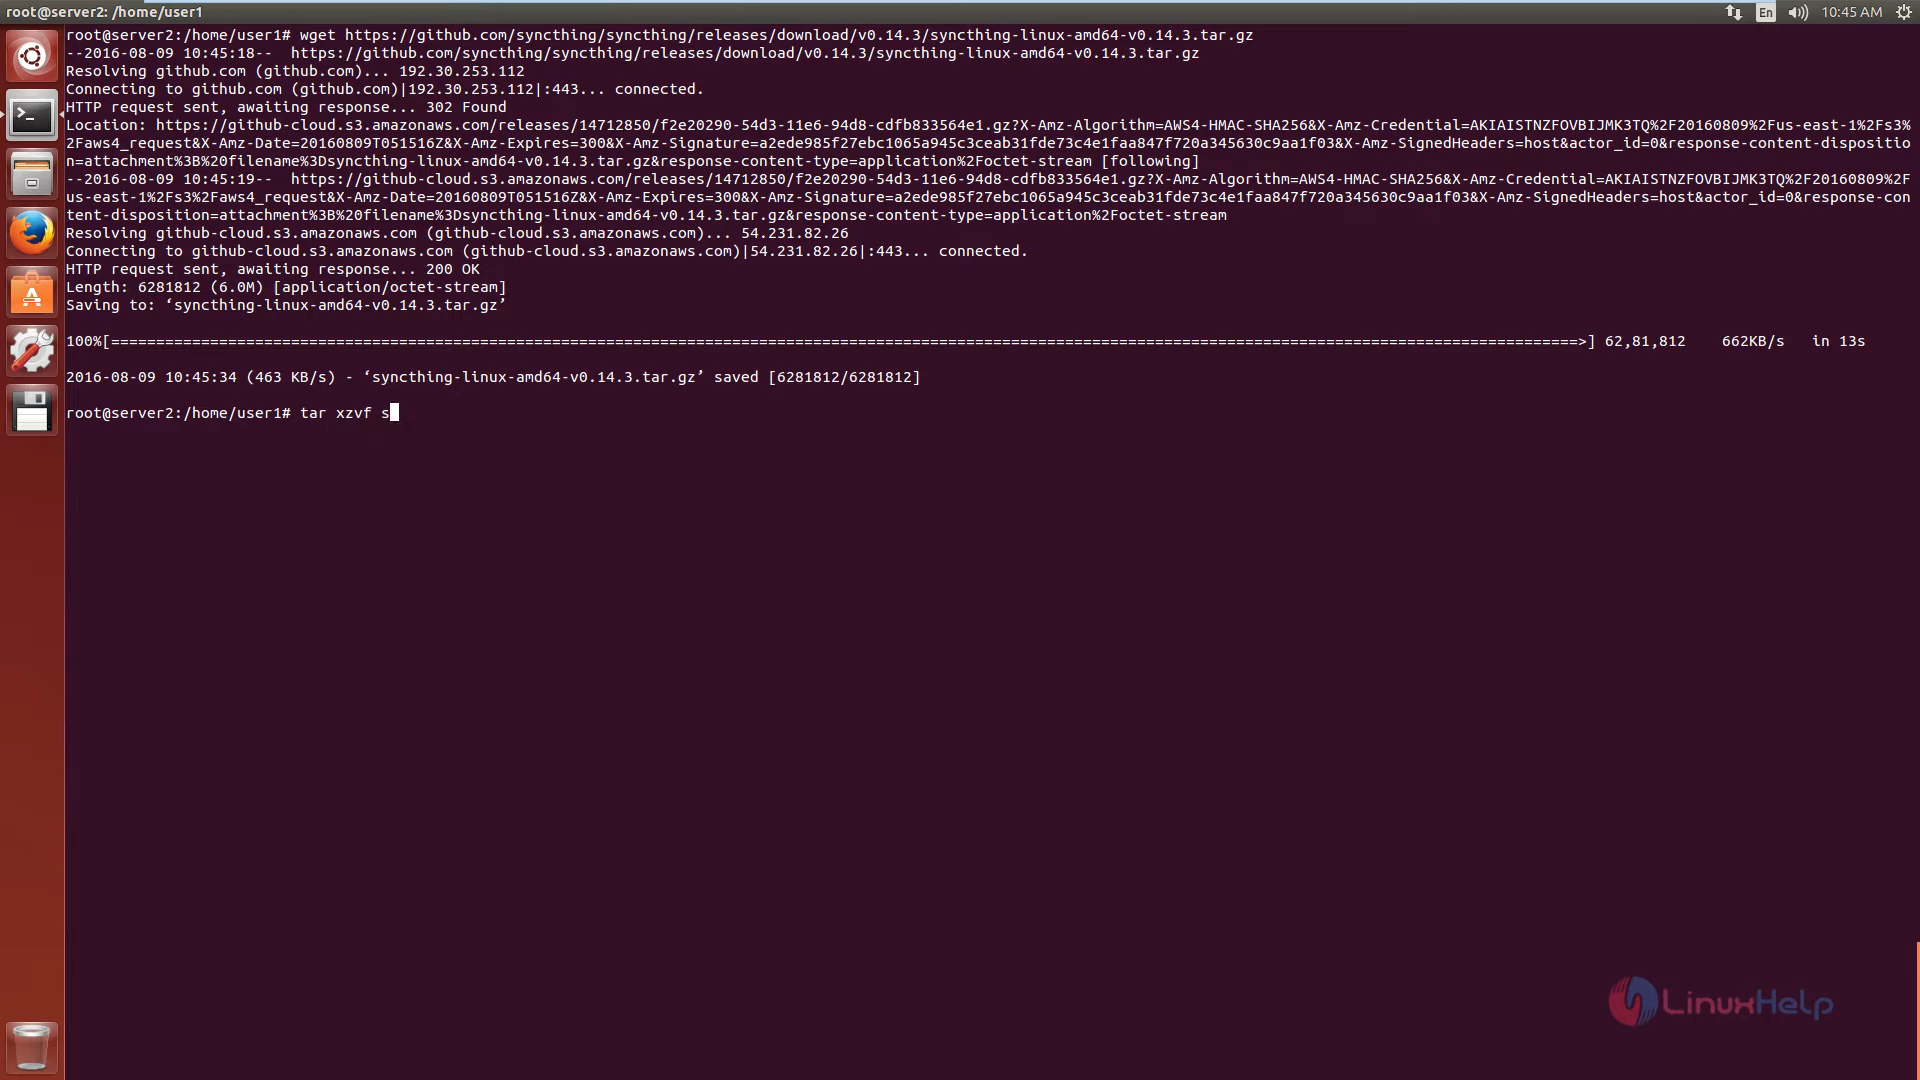 root@server2: /home/user1
En
10:45 AM
root@server2:/home/user1# wget https://github.com/syncthing/syncthing/releases/download/v0.14.3/syncthing-linux-amd64-v0.14.3.tar.gz
--2016-08-09 10:45:18--  https://github.com/syncthing/syncthing/releases/download/v0.14.3/syncthing-linux-amd64-v0.14.3.tar.gz
Resolving github.com (github.com)... 192.30.253.112
Connecting to github.com (github.com)|192.30.253.112|:443... connected.
HTTP request sent, awaiting response... 302 Found
Location: https://github-cloud.s3.amazonaws.com/releases/14712850/f2e20290-54d3-11e6-94d8-cdfb833564e1.gz?X-Amz-Algorithm=AWS4-HMAC-SHA256&X-Amz-Credential=AKIAISTNZFOVBIJMK3TQ%2F20160809%2Fus-east-1%2Fs3%
2Faws4_request&X-Amz-Date=20160809T051516Z&X-Amz-Expires=300&X-Amz-Signature=a2ede985f27ebc1065a945c3ceab31fde73c4e1faa847f720a345630c9aa1f03&X-Amz-SignedHeaders=host&actor_id=0&response-content-dispositio
n=attachment%3B%20filename%3Dsyncthing-linux-amd64-v0.14.3.tar.gz&response-content-type=application%2Foctet-stream [following]
--2016-08-09 10:45:19--  https://github-cloud.s3.amazonaws.com/releases/14712850/f2e20290-54d3-11e6-94d8-cdfb833564e1.gz?X-Amz-Algorithm=AWS4-HMAC-SHA256&X-Amz-Credential=AKIAISTNZFOVBIJMK3TQ%2F20160809%2F
us-east-1%2Fs3%2Faws4_request&X-Amz-Date=20160809T051516Z&X-Amz-Expires=300&X-Amz-Signature=a2ede985f27ebc1065a945c3ceab31fde73c4e1faa847f720a345630c9aa1f03&X-Amz-SignedHeaders=host&actor_id=0&response-con
tent-disposition=attachment%3B%20filename%3Dsyncthing-linux-amd64-v0.14.3.tar.gz&response-content-type=application%2Foctet-stream
Resolving github-cloud.s3.amazonaws.com (github-cloud.s3.amazonaws.com)... 54.231.82.26
Connecting to github-cloud.s3.amazonaws.com (github-cloud.s3.amazonaws.com)|54.231.82.26|:443... connected.
HTTP request sent, awaiting response... 200 OK
Length: 6281812 (6.0M) [application/octet-stream]
Saving to: ‘syncthing-linux-amd64-v0.14.3.tar.gz’
100%[===================================================================================================================================================================>] 62,81,812    662KB/s   in 13s
2016-08-09 10:45:34 (463 KB/s) - ‘syncthing-linux-amd64-v0.14.3.tar.gz’ saved [6281812/6281812]
root@server2:/home/user1# tar xzvf s
LinuxHelp